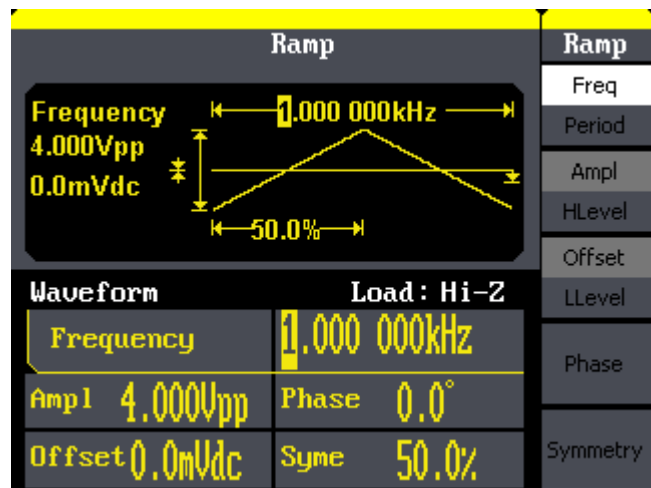 Ramp
Frequency
1.000 000kHz
4.000Vpp
0.0mVdc
50.0%
Waveform
Load: Hi-Z
Frequency
1.000 000kHz
Ampl 4.000Vpp
Phase 0.0°
Offset 0.0mVdc
Syme 50.0%
Ramp
Freq
Period
Ampl
HLevel
Offset
LLevel
Phase
Symmetry